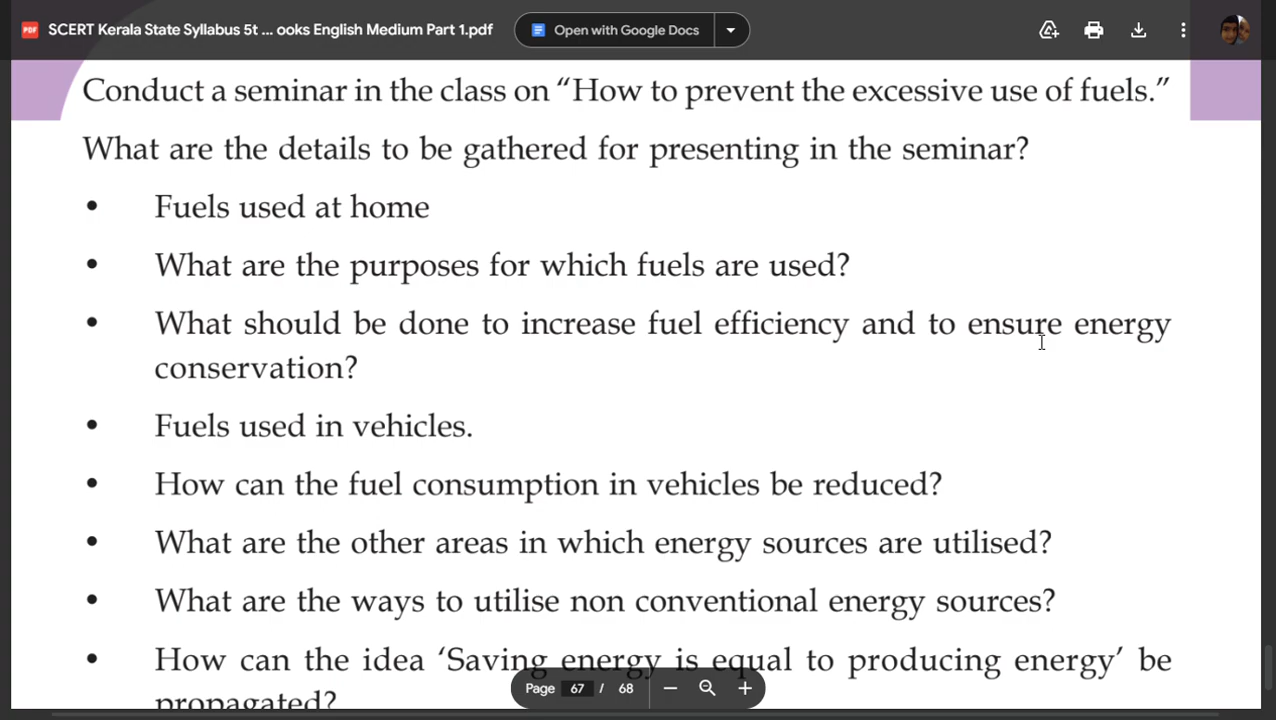 SCERT Kerala State Syllabus 5t ... ooks English Medium Part 1.pdf
Open with Google Docs
Conduct a seminar in the class on “How to prevent the excessive use of fuels.”
What are the details to be gathered for presenting in the seminar?
• Fuels used at home
• What are the purposes for which fuels are used?
• What should be done to increase fuel efficiency and to ensure energy
conservation?
• Fuels used in vehicles.
• How can the fuel consumption in vehicles be reduced?
• What are the other areas in which energy sources are utilised?
• What are the ways to utilise non conventional energy sources?
• How can the idea ‘Saving energy is equal to producing energy’ be
propagated?
Page 67 / 68